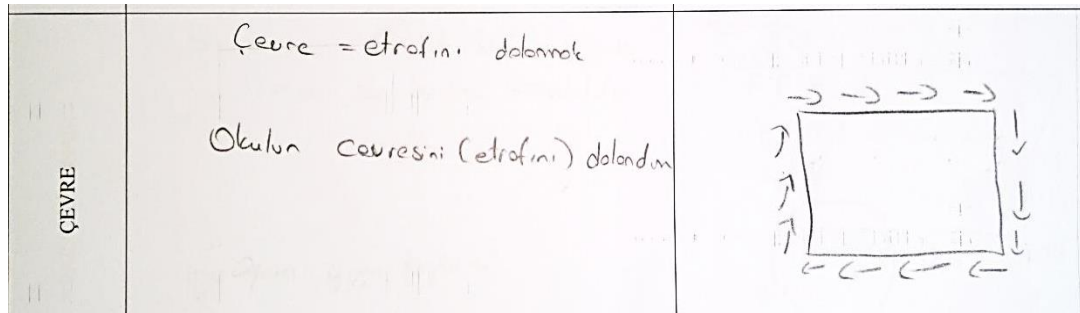 ÇEVRE
Çevre = etrafını dolanmak
Okulun çevresini (etrafını) dolandım